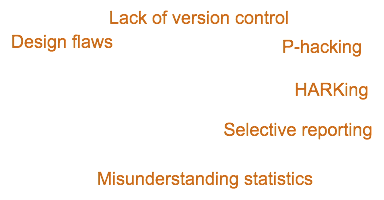 Lack of version control
Design flaws
P-hacking
HARKing
Selective reporting
Misunderstanding statistics